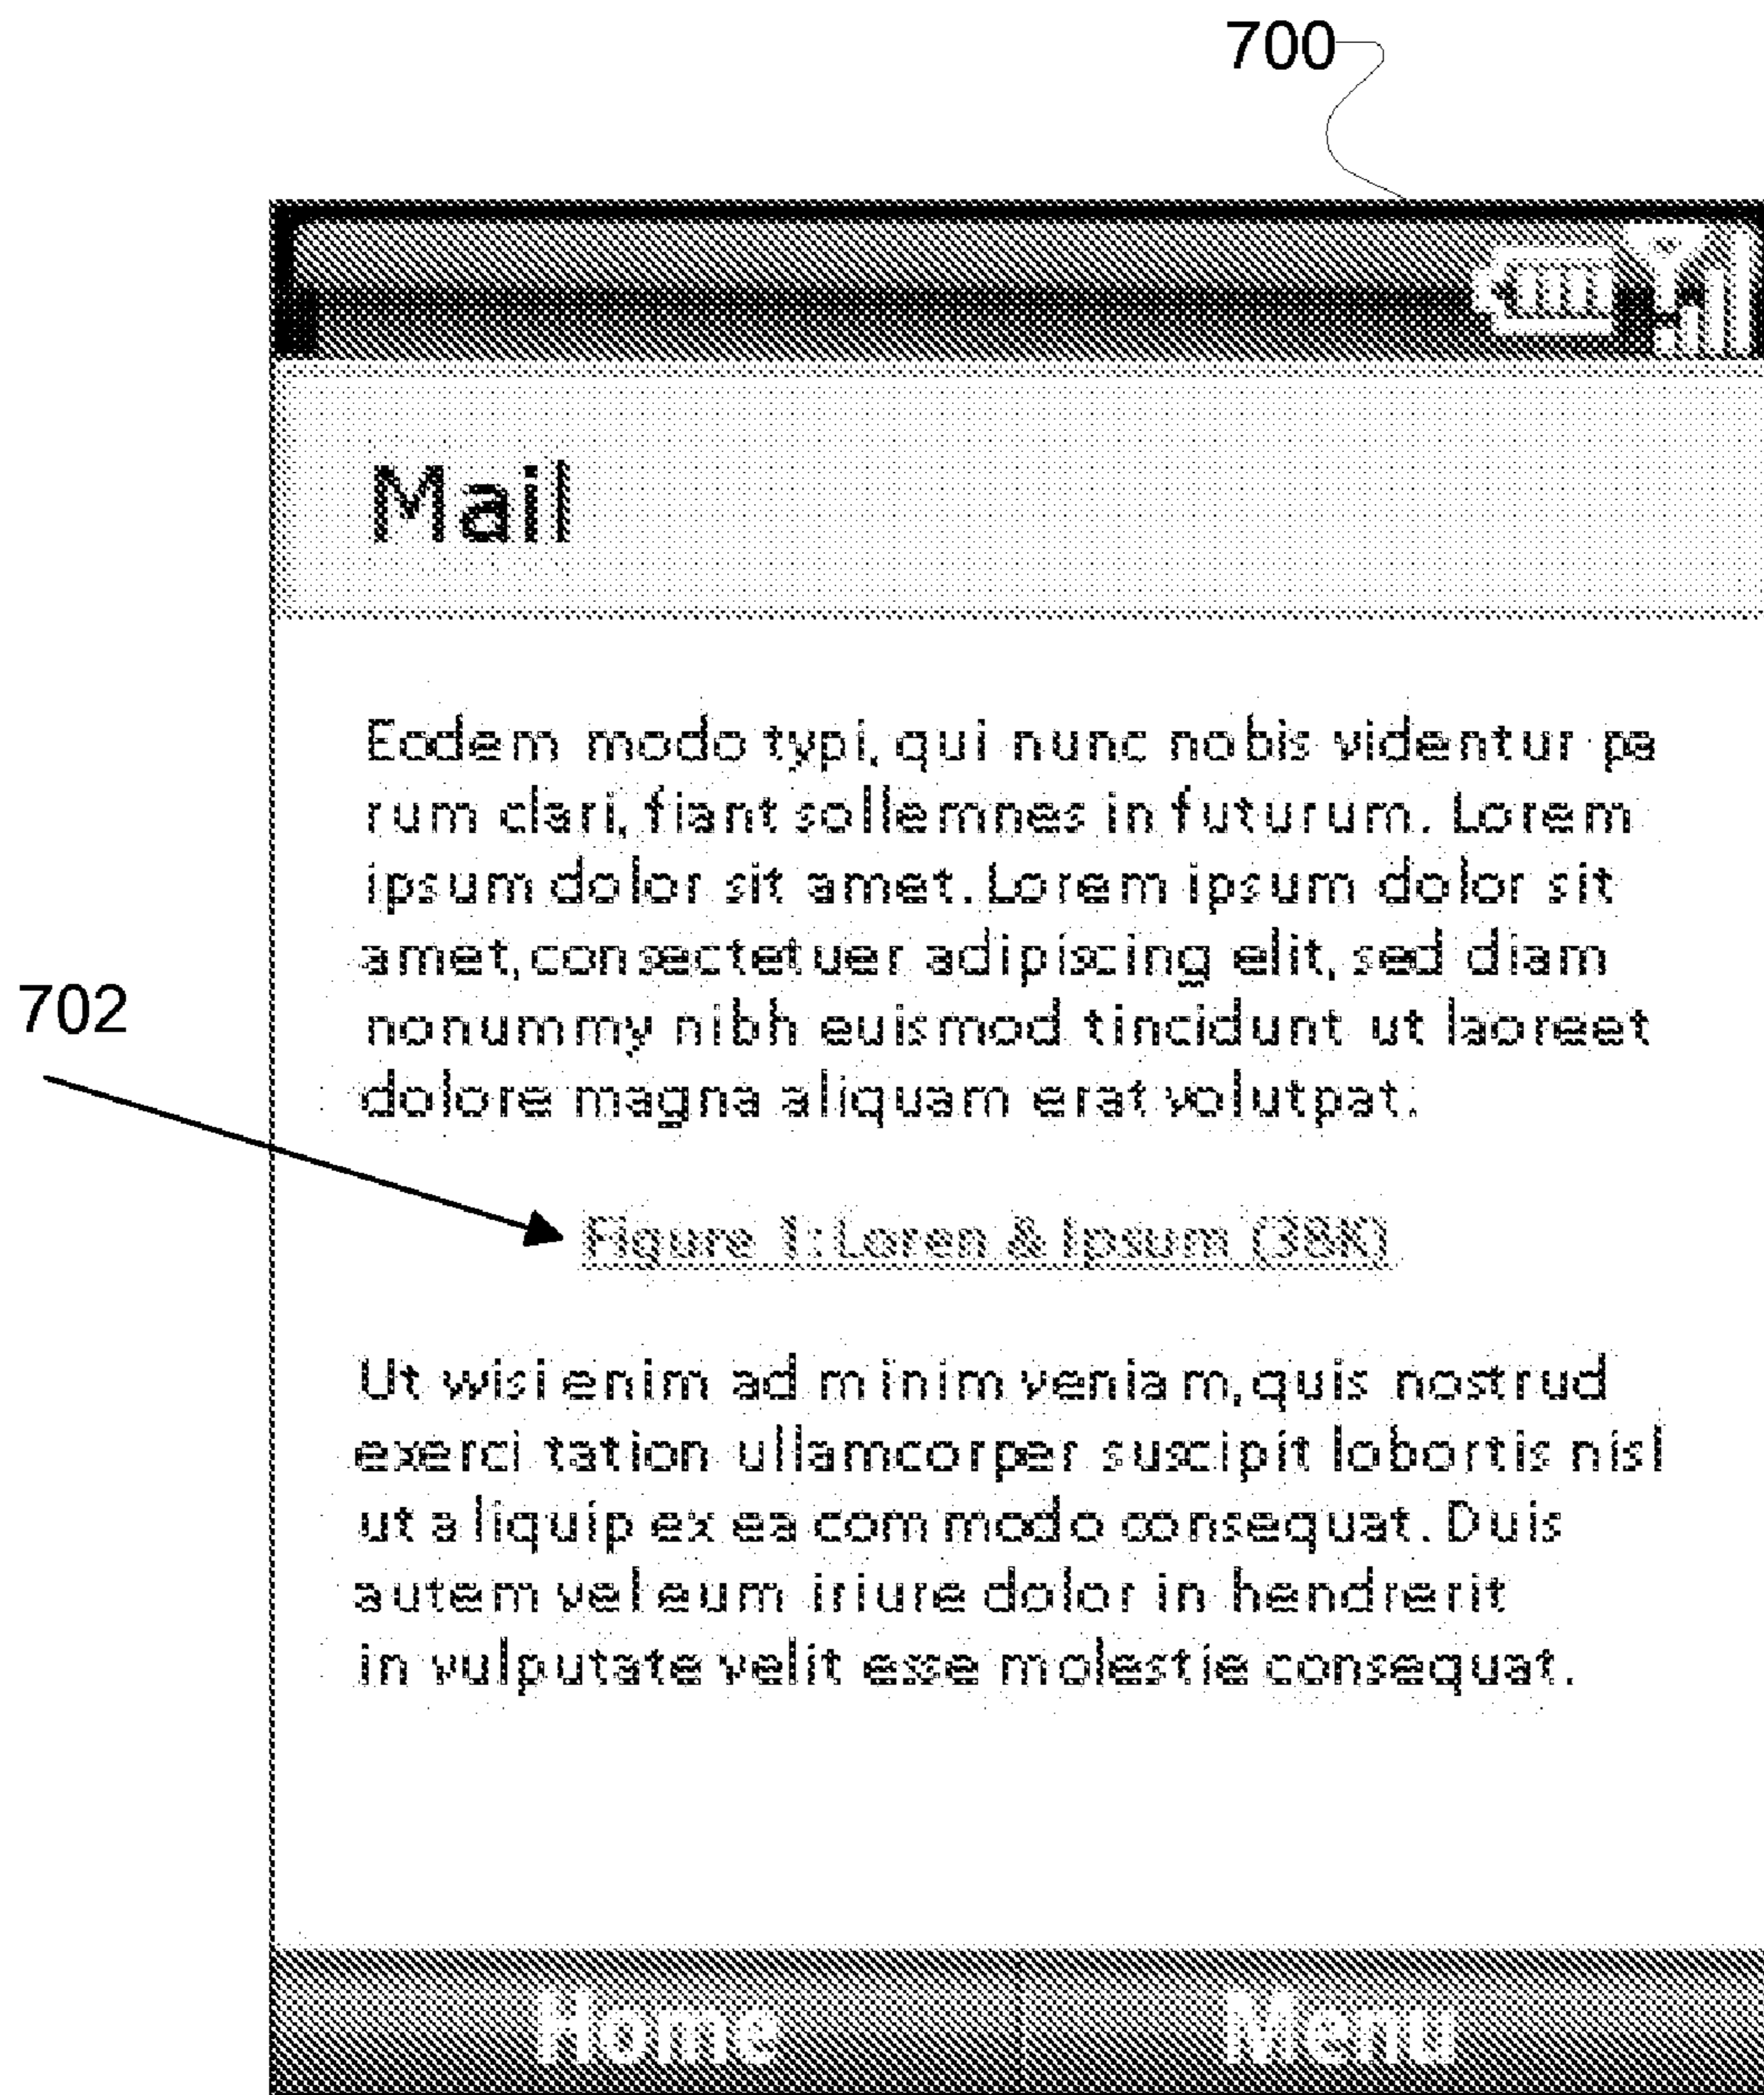 700
Mail
Eodem modo typi, qui nunc nobis videntur pa
rum clari, fiant sollemnes in futurum. Lorem
ipsum dolor sit amet. Lorem ipsum dolor sit
amet, consectetuer adipiscing elit, sed diam
nonummy nibh euismod tincidunt ut laoreet
dolore magna aliquam erat volutpat.
702
Figure 1: Loren & Ipsum (38K)
Ut wisi enim ad minim veniam, quis nostrud
exerci tation ullamcorper suscipit lobortis nisl
ut aliquip ex ea commodo consequat. Duis
autem vel eum iriure dolor in hendrerit
in vulputate velit esse molestie consequat.
Home Menu